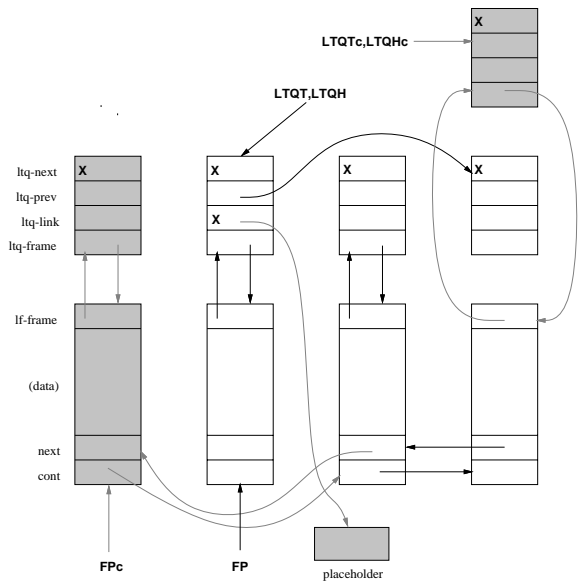 X
LTQTc,LTQHc
LTQT,LTQH
ltq-next X X X X
ltq-prev
ltq-link X
ltq-frame
lf-frame
(data)
next
cont
FPc FP
placeholder